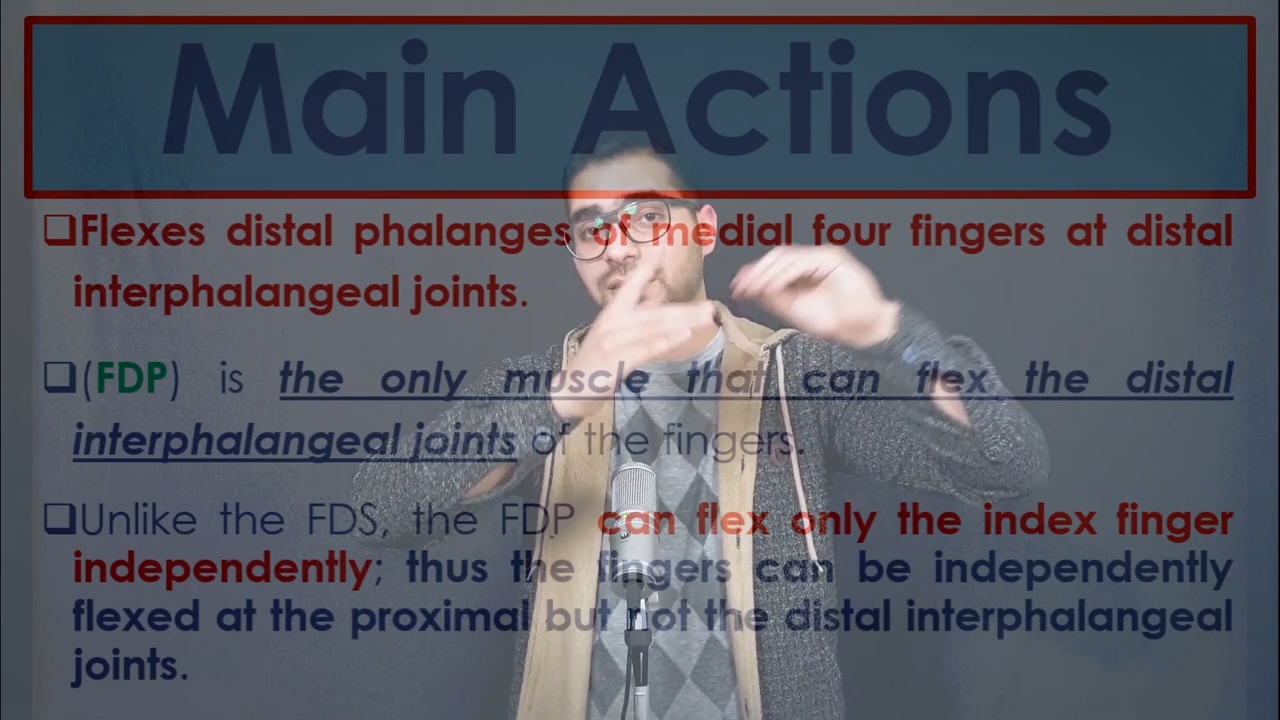 Main Actions
❑Flexes distal phalanges of medial four fingers at distal
interphalangeal joints.
❑(FDP) is the only muscle that can flex the distal
interphalangeal joints of the fingers.
❑Unlike the FDS, the FDP can flex only the index finger
independently; thus the fingers can be independently
flexed at the proximal but not the distal interphalangeal
joints.